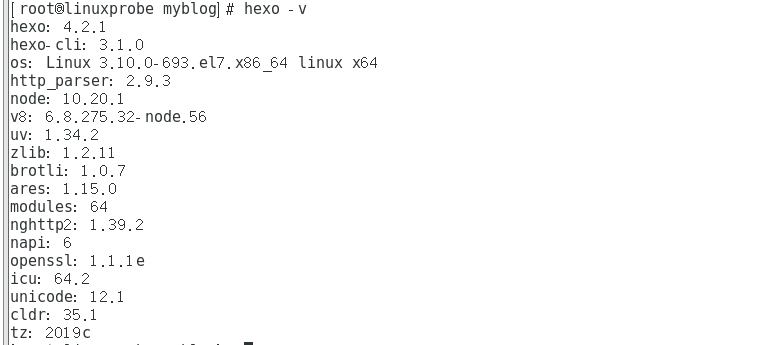 [root@linuxprobe myblog]# hexo -v
hexo: 4.2.1
hexo-cli: 3.1.0
os: Linux 3.10.0-693.el7.x86_64 linux x64
http_parser: 2.9.3
node: 10.20.1
v8: 6.8.275.32-node.56
uv: 1.34.2
zlib: 1.2.11
brotli: 1.0.7
ares: 1.15.0
modules: 64
nghttp2: 1.39.2
napi: 6
openssl: 1.1.1e
icu: 64.2
unicode: 12.1
cldr: 35.1
tz: 2019c